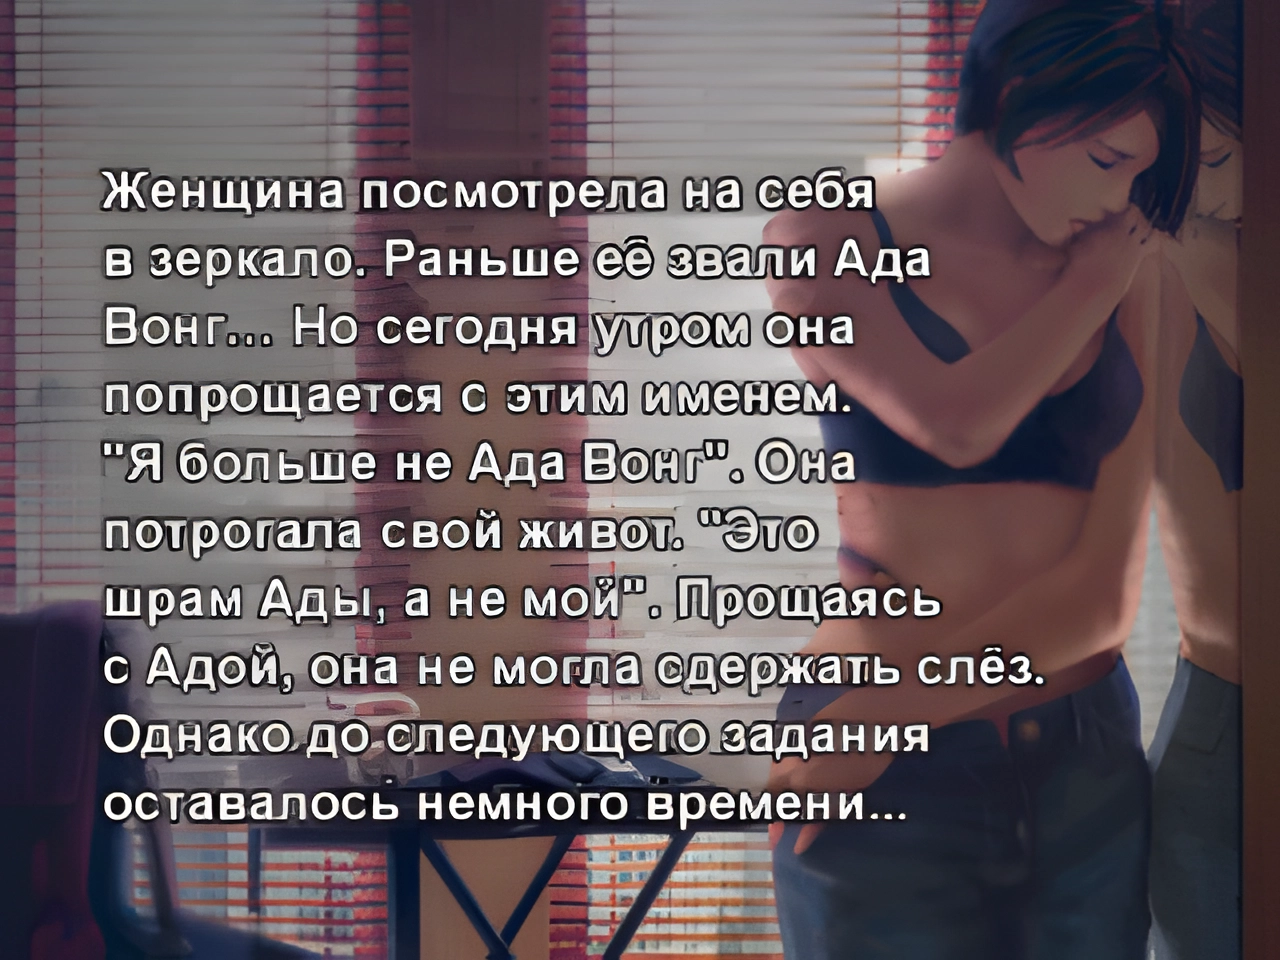 Женщина посмотрела на себя
в зеркало. Раньше её звали Ада
Вонг... Но сегодня утром она
попрощается с этим именем.
"Я больше не Ада Вонг". Она
потрогала свой живот. "Это
шрам Ады, а не мой". Прощаясь
с Адой, она не могла сдержать слёз.
Однако до следующего задания
оставалось немного времени...